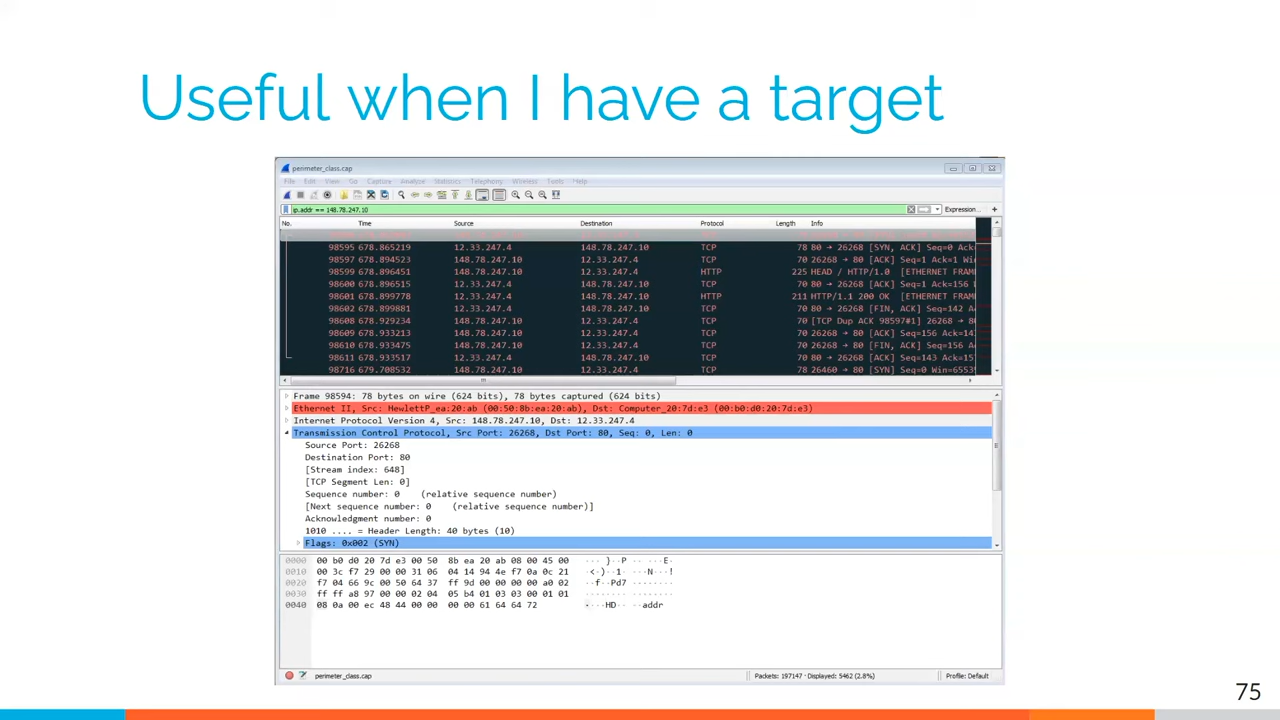 Useful when I have a target
perimeter_class.cap
File Edit View Go Capture Analyze Statistics Telephony Wireless Tools Help
ip.addr == 148.78.247.10 Expression... +
No. Time Source Destination Protocol Length Info
98595 678.865219 12.33.247.4 148.78.247.10 TCP 78 80 → 26268 [SYN, ACK] Seq=0 Ack=
98597 678.894523 148.78.247.10 12.33.247.4 TCP 70 26268 → 80 [ACK] Seq=1 Ack=1 Win
98599 678.896451 148.78.247.10 12.33.247.4 HTTP 225 HEAD / HTTP/1.0 [ETHERNET FRAM
98600 678.896515 12.33.247.4 148.78.247.10 TCP 70 80 → 26268 [ACK] Seq=1 Ack=156
98601 678.899778 12.33.247.4 148.78.247.10 HTTP 211 HTTP/1.1 200 OK [ETHERNET FRAM
98602 678.899881 12.33.247.4 148.78.247.10 TCP 70 80 → 26268 [FIN, ACK] Seq=142 A
98608 678.929234 148.78.247.10 12.33.247.4 TCP 70 [TCP Dup ACK 98597#1] 26268 → 80
98609 678.933213 148.78.247.10 12.33.247.4 TCP 70 26268 → 80 [ACK] Seq=156 Ack=14
98610 678.933475 148.78.247.10 12.33.247.4 TCP 70 26268 → 80 [FIN, ACK] Seq=156 A
98611 678.933517 12.33.247.4 148.78.247.10 TCP 70 80 → 26268 [ACK] Seq=143 Ack=15
98716 679.708532 148.78.247.10 12.33.247.4 TCP 78 26460 → 80 [SYN] Seq=0 Win=6553
Frame 98594: 78 bytes on wire (624 bits), 78 bytes captured (624 bits)
Ethernet II, Src: HewlettP_ea:20:ab (00:50:8b:ea:20:ab), Dst: Computer_20:7d:e3 (00:b0:d0:20:7d:e3)
Internet Protocol Version 4, Src: 148.78.247.10, Dst: 12.33.247.4
Transmission Control Protocol, Src Port: 26268, Dst Port: 80, Seq: 0, Len: 0
Source Port: 26268
Destination Port: 80
[Stream index: 648]
[TCP Segment Len: 0]
Sequence number: 0 (relative sequence number)
[Next sequence number: 0 (relative sequence number)]
Acknowledgment number: 0
1010 .... = Header Length: 40 bytes (10)
Flags: 0x002 (SYN)
0000 00 b0 d0 20 7d e3 00 50 8b ea 20 ab 08 00 45 00 ··· }··P ·· ···E·
0010 00 3c f7 29 00 00 31 06 04 14 94 4e f7 0a 0c 21 ·<·)··1· ···N···!
0020 f7 04 66 9c 00 50 64 37 ff 9d 00 00 00 00 a0 02 ··f··Pd7 ········
0030 ff ff a8 97 00 00 02 04 05 b4 01 03 03 00 01 01 ········ ········
0040 08 0a 00 ec 48 44 00 00 00 00 61 64 64 72 ····HD·· ··addr
perimeter_class.cap Packets: 197147 · Displayed: 5462 (2.8%) Profile: Default
75